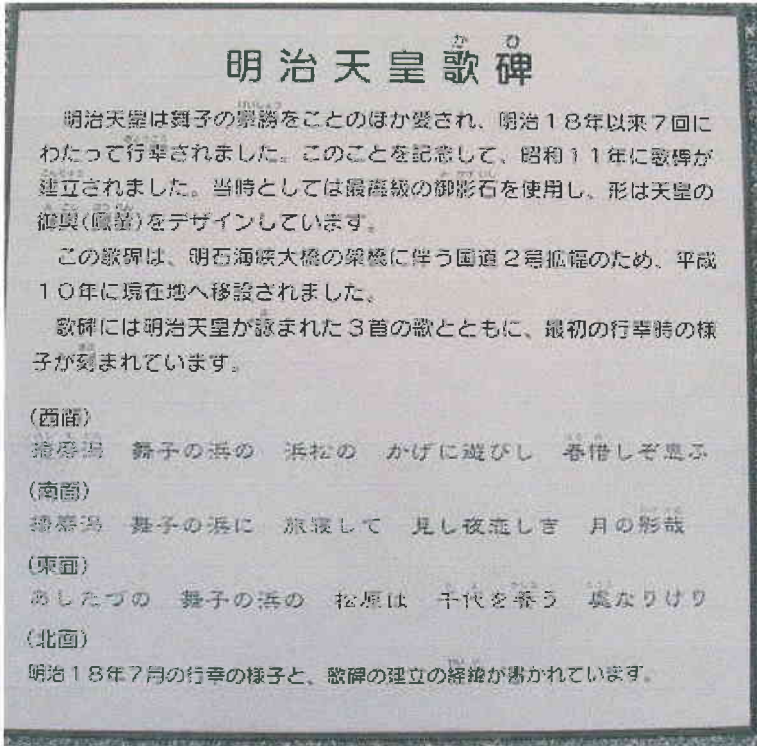 明治天皇歌碑
かひ
明治天皇は舞子の景勝をことのほか愛され、明治18年以来7回に
わたって行幸されました。このことを記念して、昭和11年に歌碑が
建立されました。当時としては最高級の御影石を使用し、形は天皇の
御輿(鳳輦)をデザインしています。
この歌碑は、明石海峡大橋の架橋に伴う国道2号拡幅のため、平成
10年に現在地へ移設されました。
歌碑には明治天皇が詠まれた3首の歌とともに、最初の行幸時の様
子が刻まれています。
(西面)
播磨潟 舞子の浜の 浜松の かげに遊びし 春惜しぞ思ふ
(南面)
播磨潟 舞子の浜に 旅寝して 見し夜恋しき 月の影哉
(東面)
あしたづの 舞子の浜の 松原は 千代を養う なりけり
(北面)
明治18年7月の行幸の様子と、歌碑の建立の経緯が書かれています。